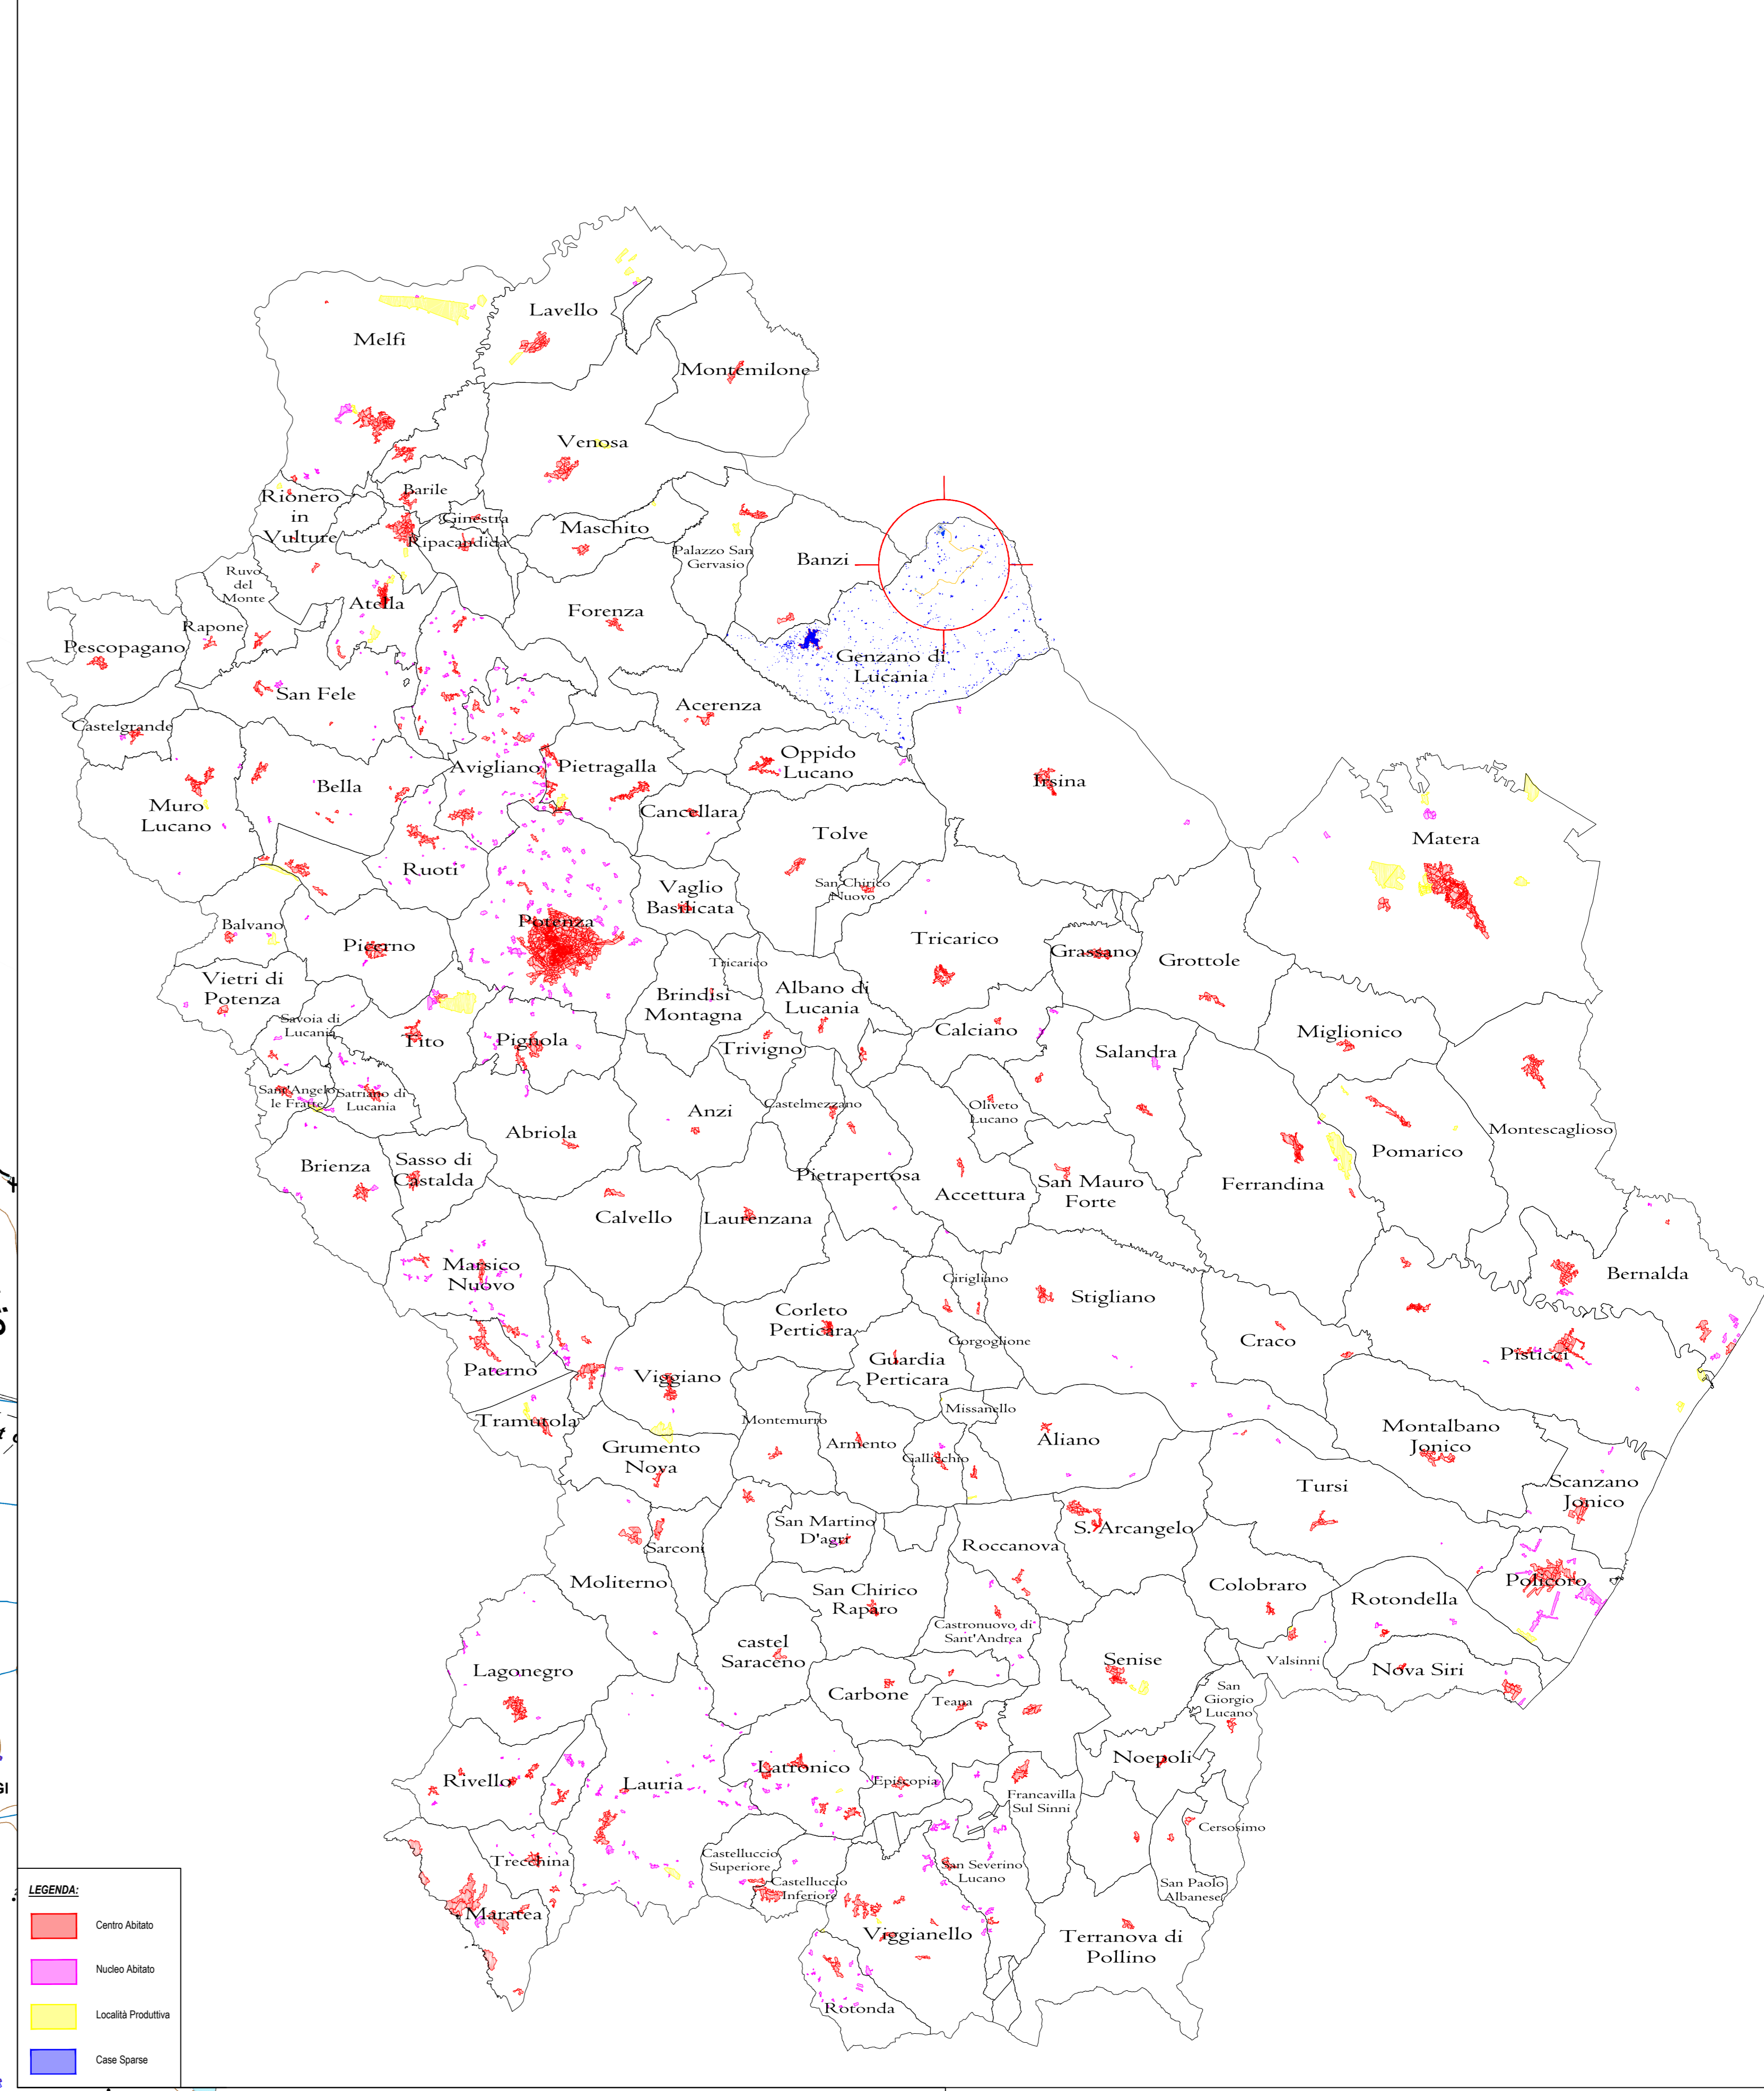 Lavello
Melfi
Montemilone
Venosa
Barile
Rionero
in
Vulture
Ginestra
Ripacandida
Maschito
Palazzo San
Gervasio
Banzi
Ruvo
del
Monte
Atella
Forenza
Rapone
Pescopagano
Genzano di
Lucania
San Fele
Acerenza
Castelgrande
Oppido
Lucano
Avigliano
Pietragalla
Irsina
Bella
Muro
Lucano
Cancellara
Tolve
Matera
Ruoti
San Chirico
Nuovo
Vaglio
Basilicata
Potenza
Balvano
Picerno
Tricarico
Grassano
Grottole
Tricarico
Vietri di
Potenza
Brindisi
Montagna
Albano di
Lucania
Savoia di
Lucania
Tito
Pignola
Trivigno
Calciano
Salandra
Miglionico
Sant'Angelo
le Fratte
Satriano di
Lucania
Anzi
Castelmezzano
Oliveto
Lucano
Abriola
Montescaglioso
Brienza
Sasso di
Castalda
Pietrapertosa
Accettura
San Mauro
Forte
Ferrandina
Pomarico
Calvello
Laurenzana
Marsico
Nuovo
Cirigliano
Bernalda
Corleto
Perticara
Stigliano
Gorgoglione
Craco
Pisticci
Guardia
Perticara
Paterno
Viggiano
Missanello
Tramutola
Montemurro
Armento
Aliano
Montalbano
Jonico
Grumento
Nova
Gallicchio
Tursi
Scanzano
Jonico
San Martino
D'agri
S. Arcangelo
Sarconi
Roccanova
Moliterno
San Chirico
Raparo
Colobraro
Rotondella
Policoro
Castronuovo di
Sant'Andrea
castel
Saraceno
Senise
Valsinni
Nova Siri
Lagonegro
Carbone
Teana
San
Giorgio
Lucano
Noepoli
Rivello
Lauria
Latronico
Episcopia
Francavilla
Sul Sinni
Cersosimo
Trecchina
Castelluccio
Superiore
Castelluccio
Inferiore
San Severino
Lucano
San Paolo
Albanese
Maratea
Viggianello
Terranova di
Pollino
Rotonda
GI
LEGENDA:
Centro Abitato
Nucleo Abitato
Località Produttiva
Case Sparse